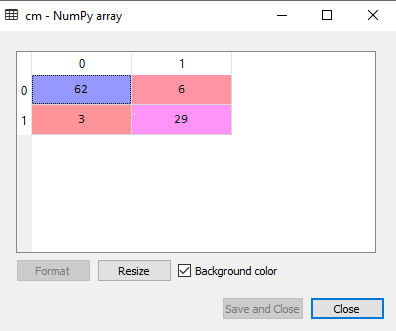 cm - NumPy array
0 1
0 62 6
1 3 29
Format Resize Background color
Save and Close Close